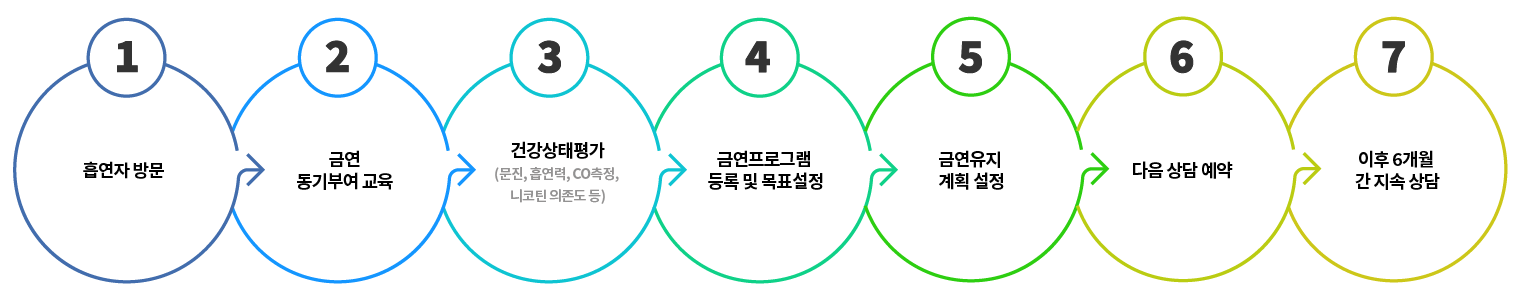 1
흡연자 방문
2
금연
동기부여 교육
3
건강상태평가
(문진, 흡연력, CO측정,
니코틴 의존도 등)
4
금연프로그램
등록 및 목표설정
5
금연유지
계획 설정
6
다음 상담 예약
7
이후 6개월
간 지속 상담